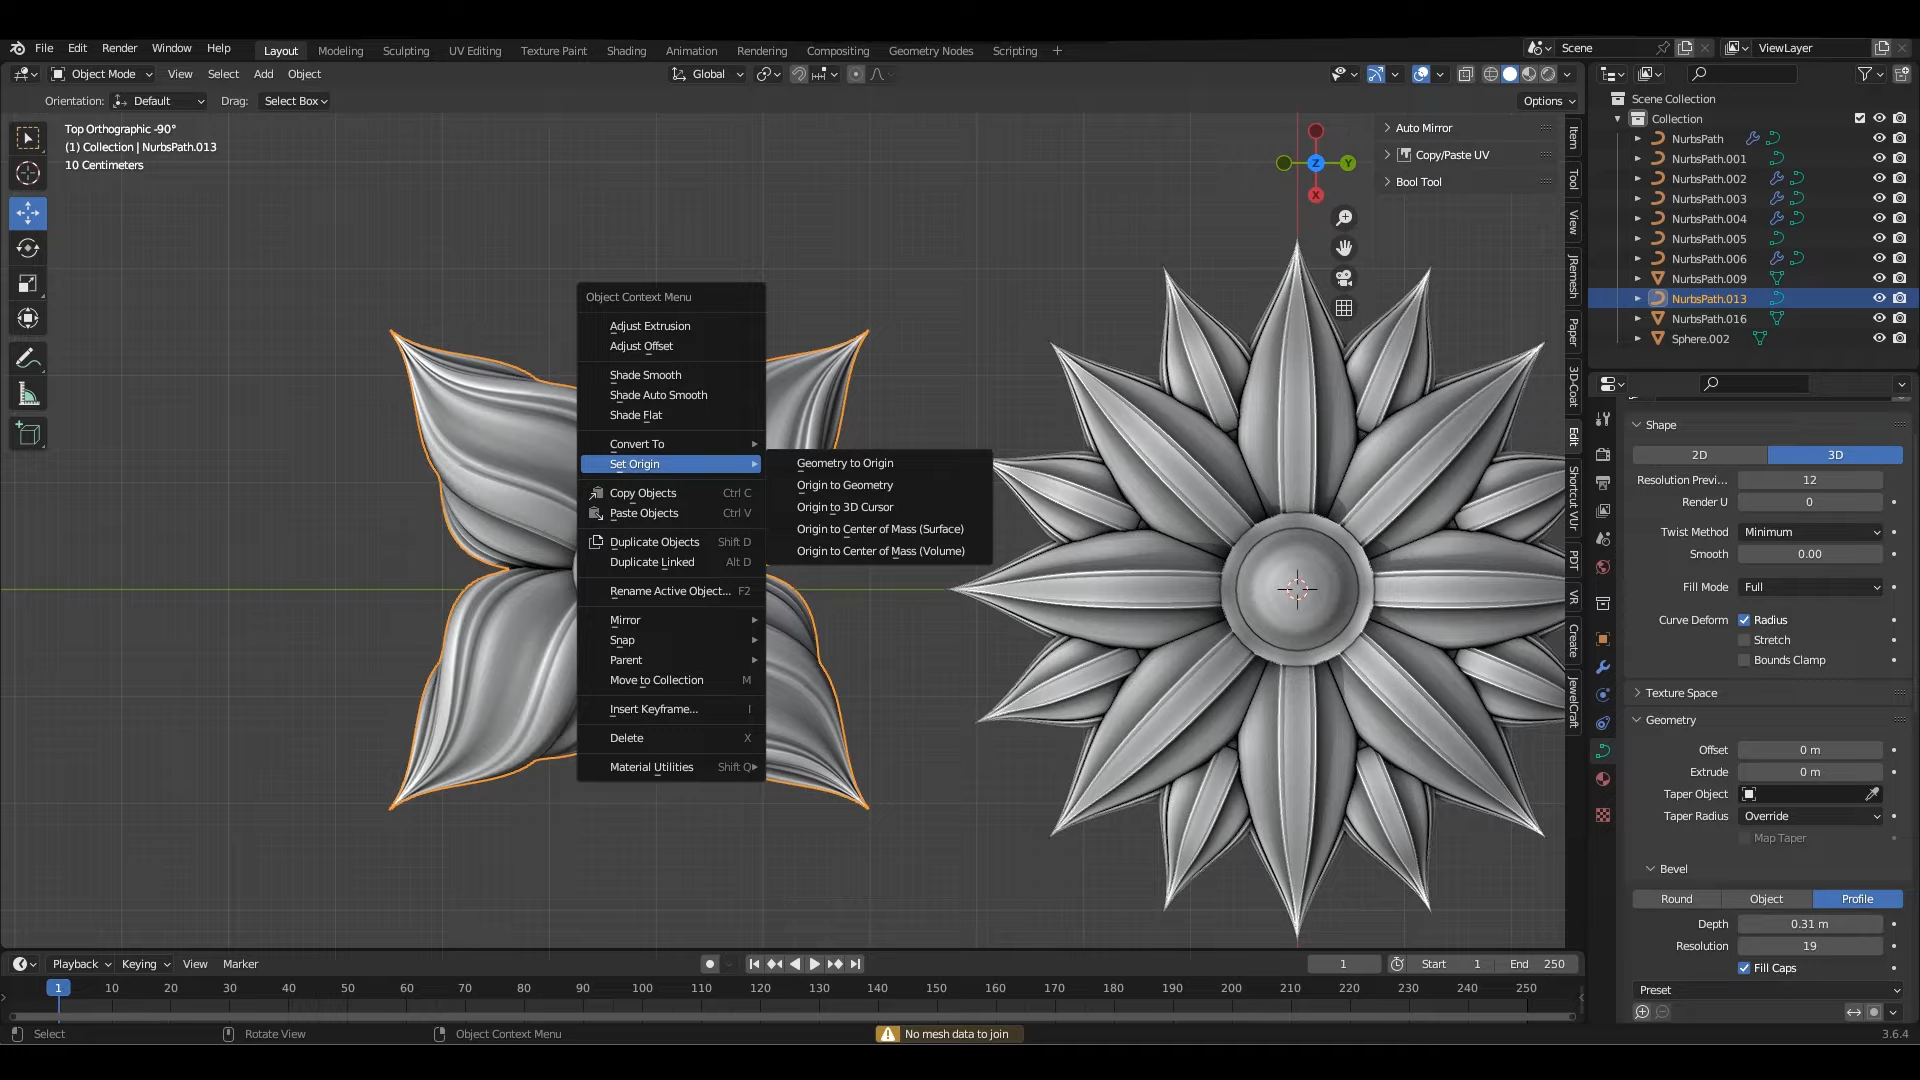 File Edit Render Window Help Layout Modeling Sculpting UV Editing Texture Paint Shading Animation Rendering Compositing Geometry Nodes Scripting + Scene ViewLayer
Object Mode View Select Add Object Global
Orientation: Default Drag: Select Box Options
Top Orthographic -90°
(1) Collection | NurbsPath.013
10 Centimeters
Z
Y
X
Auto Mirror
Copy/Paste UV
Bool Tool
Item
Tool
View
JRemesh
Paper
3D-Coat
Edit
Shortcut VUr
PDT
VR
Create
JewelCraft
Object Context Menu
Adjust Extrusion
Adjust Offset
Shade Smooth
Shade Auto Smooth
Shade Flat
Convert To
Set Origin
Copy Objects Ctrl C
Paste Objects Ctrl V
Duplicate Objects Shift D
Duplicate Linked Alt D
Rename Active Object... F2
Mirror
Snap
Parent
Move to Collection M
Insert Keyframe... I
Delete X
Material Utilities Shift Q
Geometry to Origin
Origin to Geometry
Origin to 3D Cursor
Origin to Center of Mass (Surface)
Origin to Center of Mass (Volume)
Scene Collection
Collection
NurbsPath
NurbsPath.001
NurbsPath.002
NurbsPath.003
NurbsPath.004
NurbsPath.005
NurbsPath.006
NurbsPath.009
NurbsPath.013
NurbsPath.016
Sphere.002
Shape
2D 3D
Resolution Previ... 12
Render U 0
Twist Method Minimum
Smooth 0.00
Fill Mode Full
Curve Deform Radius
Stretch
Bounds Clamp
Texture Space
Geometry
Offset 0 m
Extrude 0 m
Taper Object
Taper Radius Override
Map Taper
Bevel
Round Object Profile
Depth 0.31 m
Resolution 19
Fill Caps
Preset
Playback Keying View Marker 1 Start 1 End 250
1 10 20 30 40 50 60 70 80 90 100 110 120 130 140 150 160 170 180 190 200 210 220 230 240 250
Select Rotate View Object Context Menu No mesh data to join 3.6.4